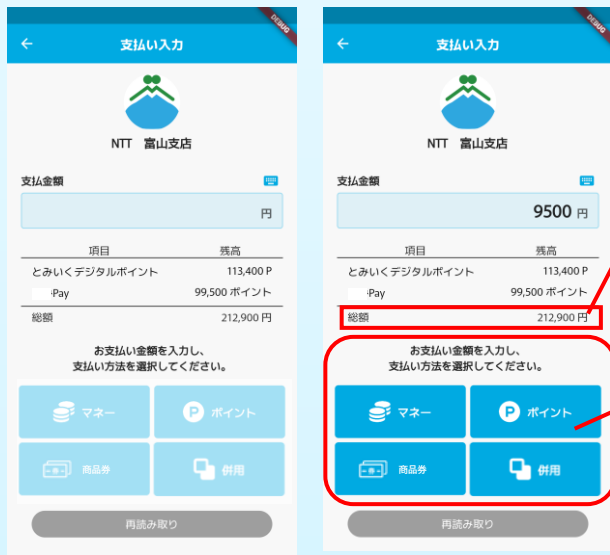 DEBUG
← 支払い入力
NTT 富山支店
支払金額
円
項目 残高
とみいくデジタルポイント 113,400 P
Pay 99,500 ポイント
総額 212,900 円
お支払い金額を入力し、
支払い方法を選択してください。
マネー P ポイント
-券- 商品券 併用
再読み取り
DEBUG
← 支払い入力
NTT 富山支店
支払金額
9500 円
項目 残高
とみいくデジタルポイント 113,400 P
Pay 99,500 ポイント
総額 212,900 円
お支払い金額を入力し、
支払い方法を選択してください。
マネー P ポイント
-券- 商品券 併用
再読み取り